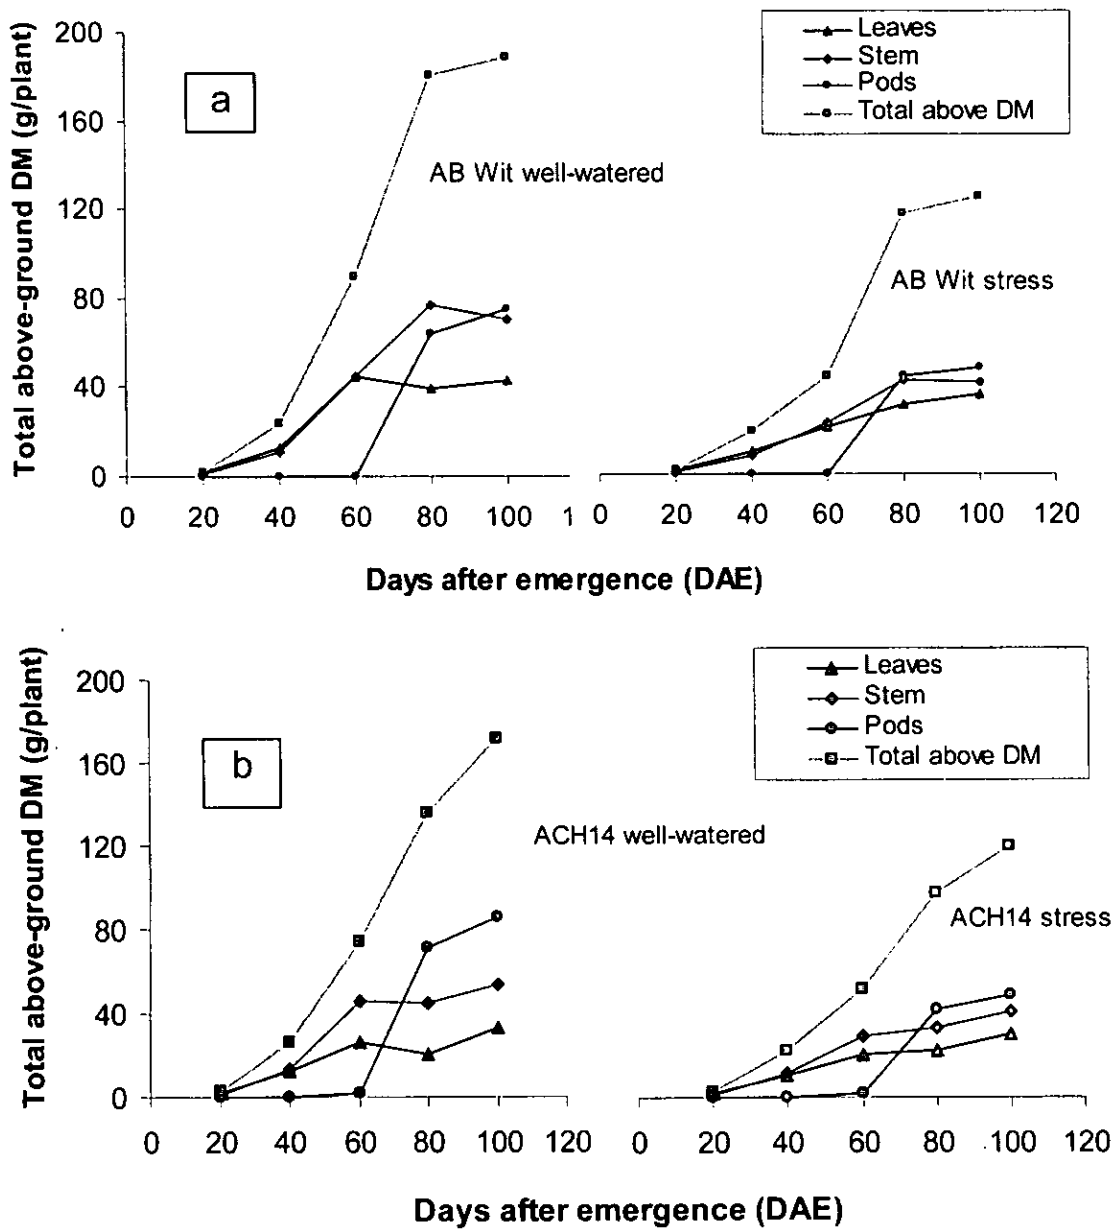 Total above-ground DM (g/plant)
200
160
120
80
40
0
a
AB Wit well-watered
0 20 40 60 80 100 1
Leaves
Stem
Pods
Total above DM
AB Wit stress
0 20 40 60 80 100 120
Days after emergence (DAE)
Total above-ground DM (g/plant)
200
160
120
80
40
0
b
ACH14 well-watered
0 20 40 60 80 100 120
Leaves
Stem
Pods
Total above DM
ACH14 stress
0 20 40 60 80 100 120
Days after emergence (DAE)